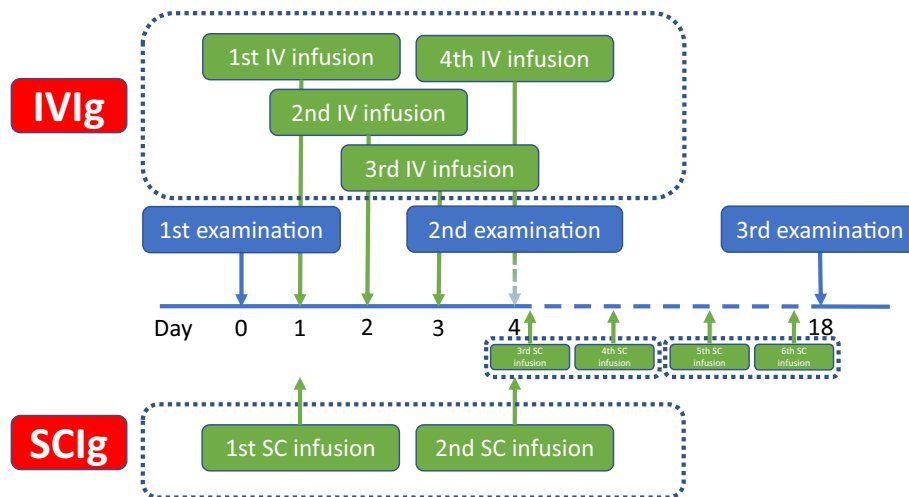 1st IV infusion
4th IV infusion
IVIg
2nd IV infusion
3rd IV infusion
1st examination
2nd examination
3rd examination
Day
0
1
2
3
4
18
3rd SC
infusion
4th SC
infusion
5th SC
infusion
6th SC
infusion
SCIg
1st SC infusion
2nd SC infusion